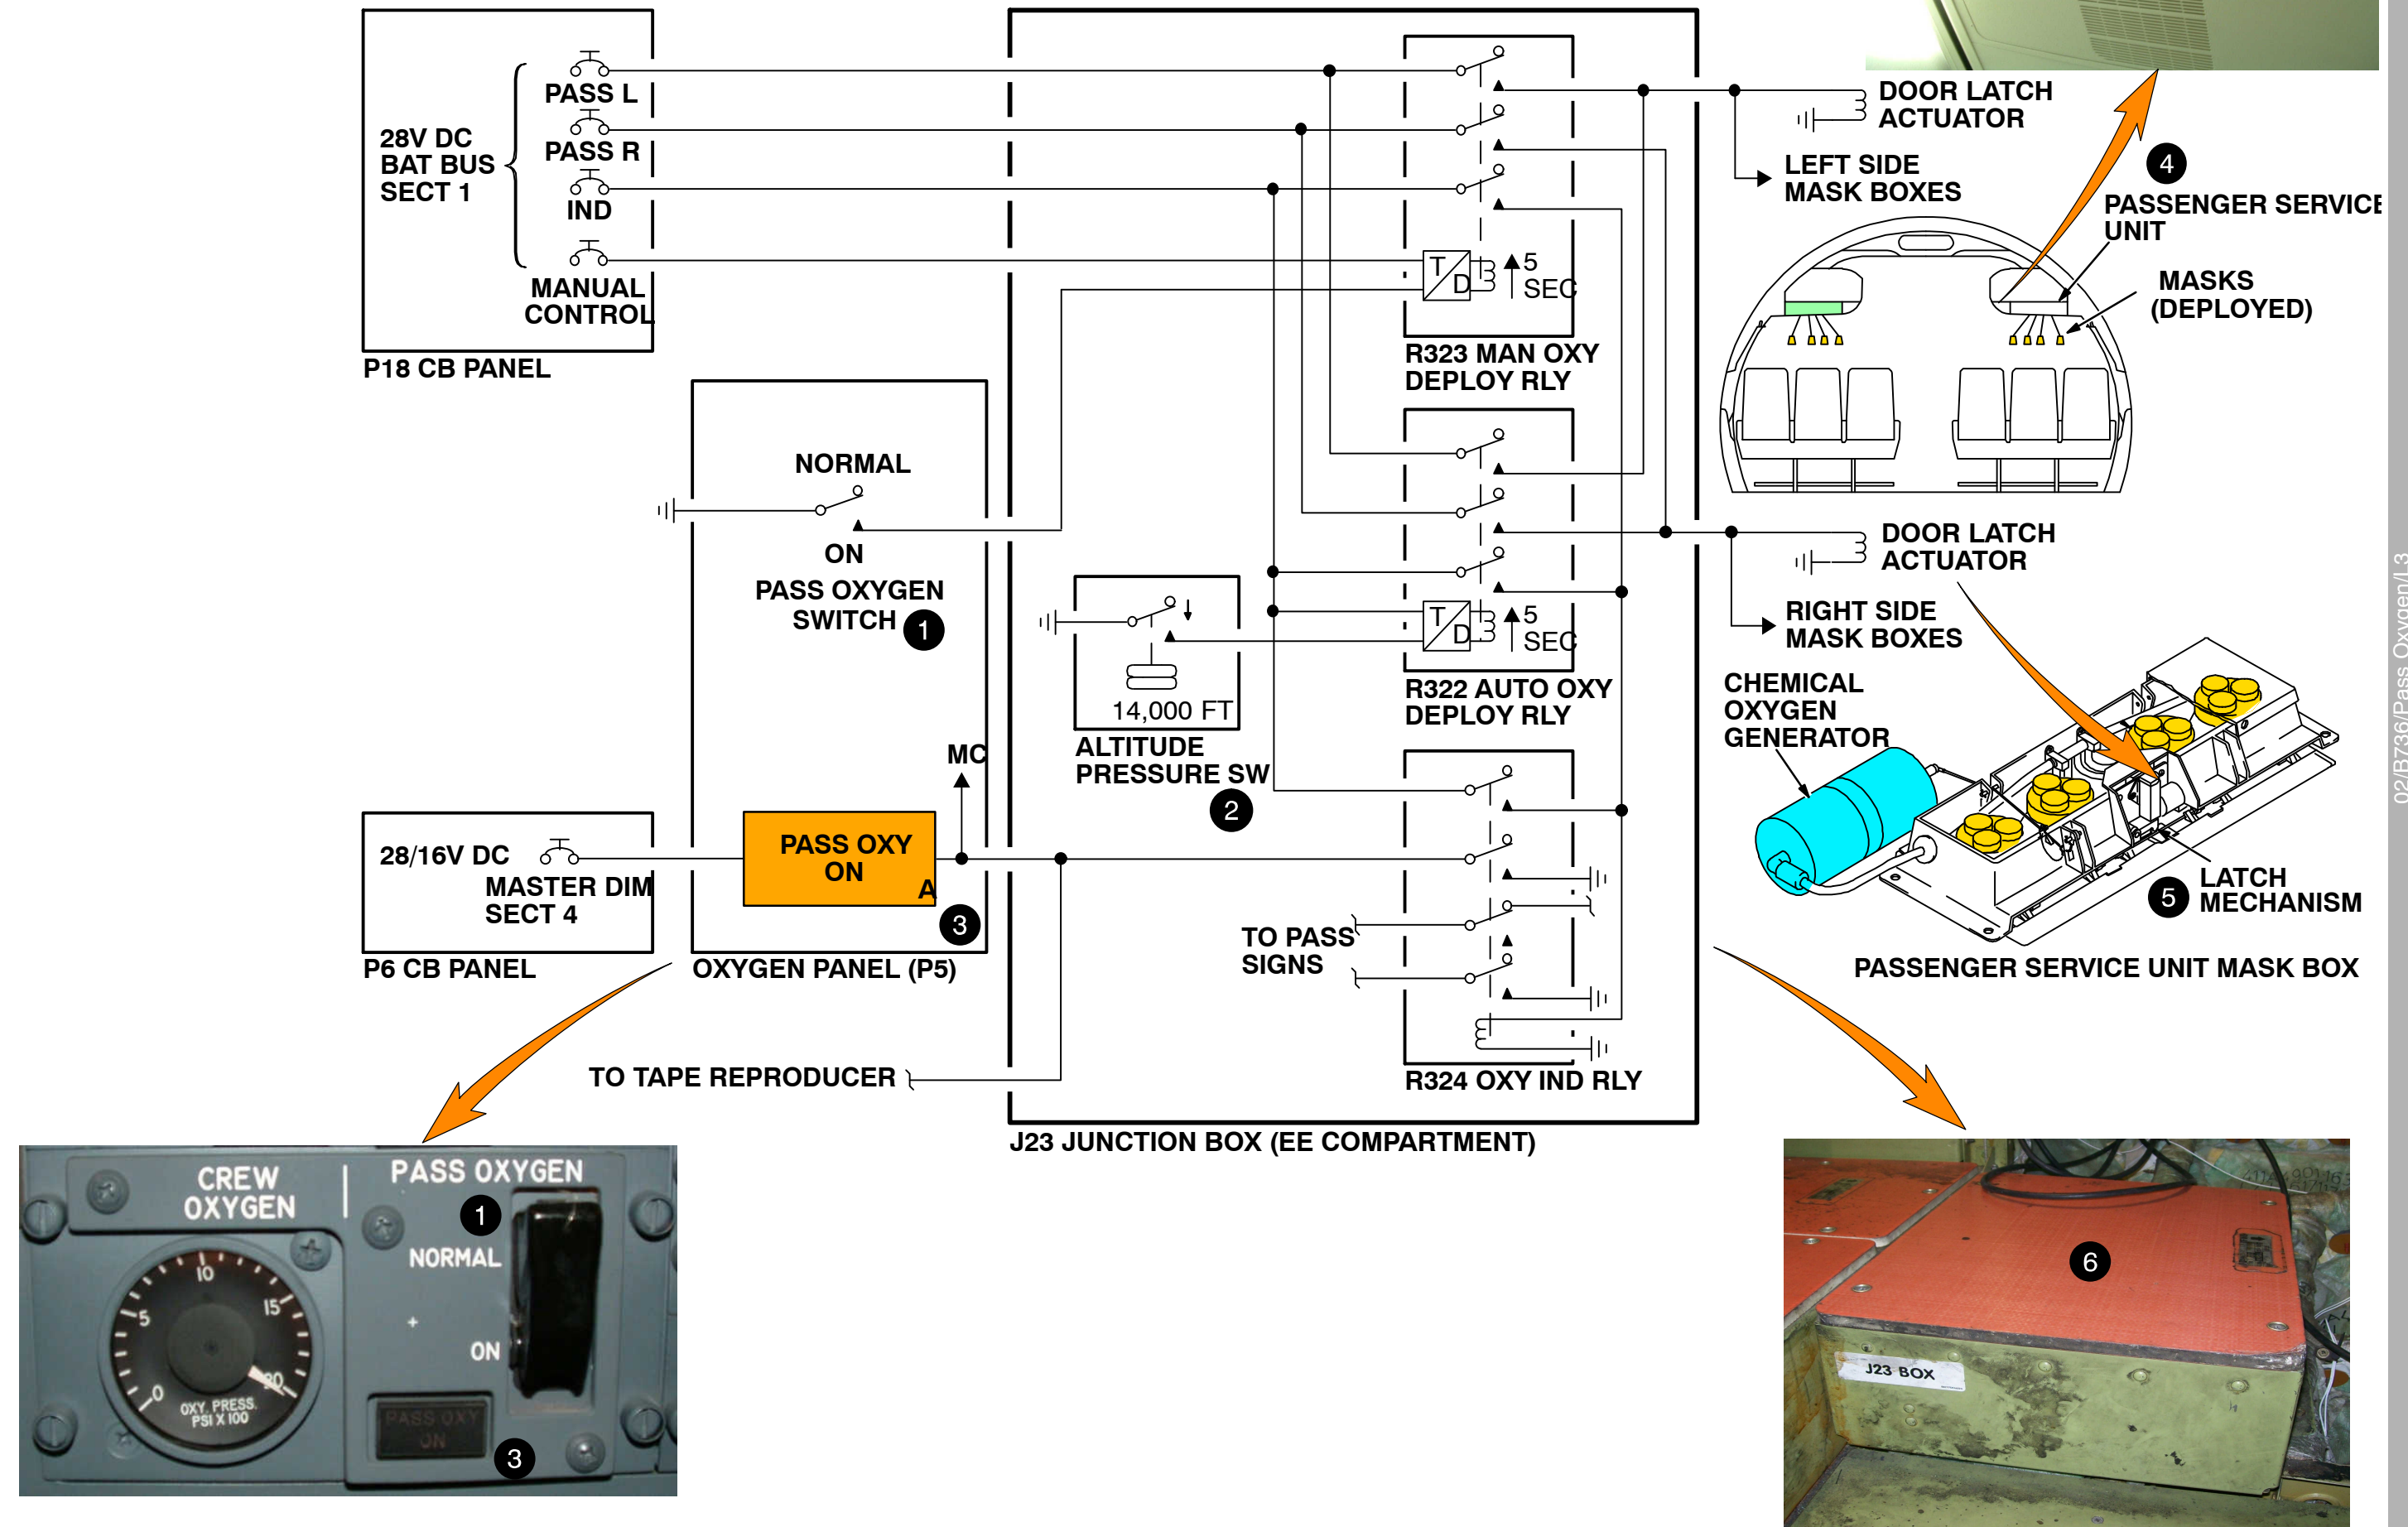 28V DC
BAT BUS
SECT 1
PASS L
PASS R
IND
MANUAL
CONTROL
P18 CB PANEL
NORMAL
ON
PASS OXYGEN
SWITCH
1
MC
PASS OXY
ON
A
3
OXYGEN PANEL (P5)
28/16V DC
MASTER DIM
SECT 4
P6 CB PANEL
TO TAPE REPRODUCER
T
D
5
SEC
R323 MAN OXY
DEPLOY RLY
T
D
5
SEC
R322 AUTO OXY
DEPLOY RLY
14,000 FT
ALTITUDE
PRESSURE SW
2
TO PASS
SIGNS
R324 OXY IND RLY
J23 JUNCTION BOX (EE COMPARTMENT)
DOOR LATCH
ACTUATOR
LEFT SIDE
MASK BOXES
4
PASSENGER SERVICE
UNIT
MASKS
(DEPLOYED)
DOOR LATCH
ACTUATOR
RIGHT SIDE
MASK BOXES
CHEMICAL
OXYGEN
GENERATOR
5
LATCH
MECHANISM
PASSENGER SERVICE UNIT MASK BOX
02/B736/Pass Oxygen/L3
CREW
OXYGEN
PASS OXYGEN
1
NORMAL
+
ON
0
5
10
15
20
OXY. PRESS.
PSI X 100
PASS OXY
ON
3
6
J23 BOX